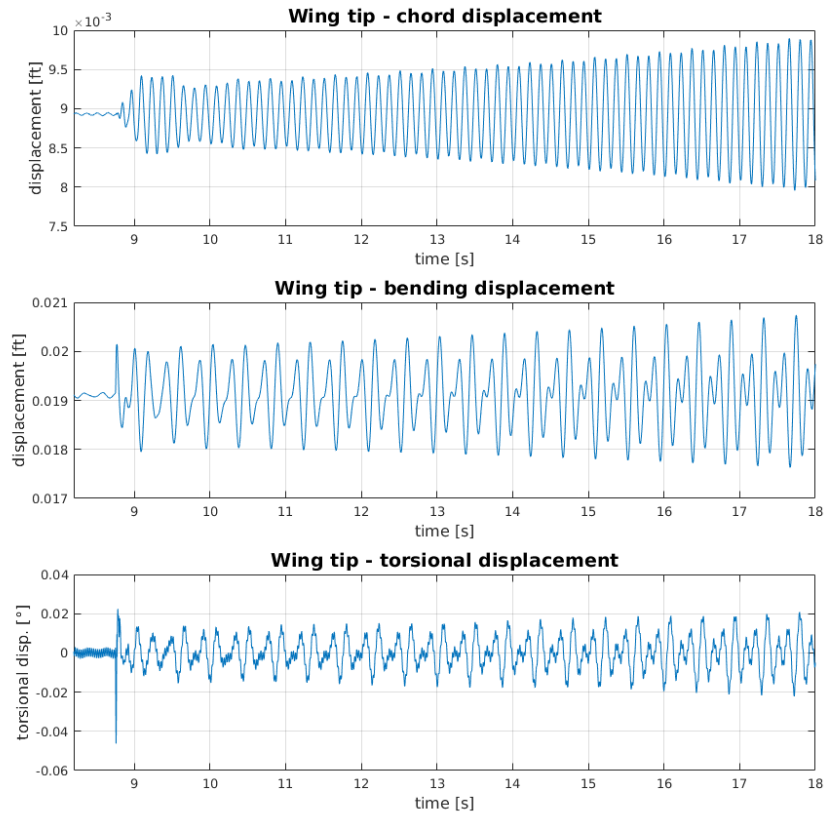 Wing tip - chord displacement
×10⁻³
10
9.5
9
8.5
8
7.5
displacement [ft]
9 10 11 12 13 14 15 16 17 18
time [s]
Wing tip - bending displacement
0.021
0.02
0.019
0.018
0.017
displacement [ft]
9 10 11 12 13 14 15 16 17 18
time [s]
Wing tip - torsional displacement
0.04
0.02
0
-0.02
-0.04
-0.06
torsional disp. [°]
9 10 11 12 13 14 15 16 17 18
time [s]